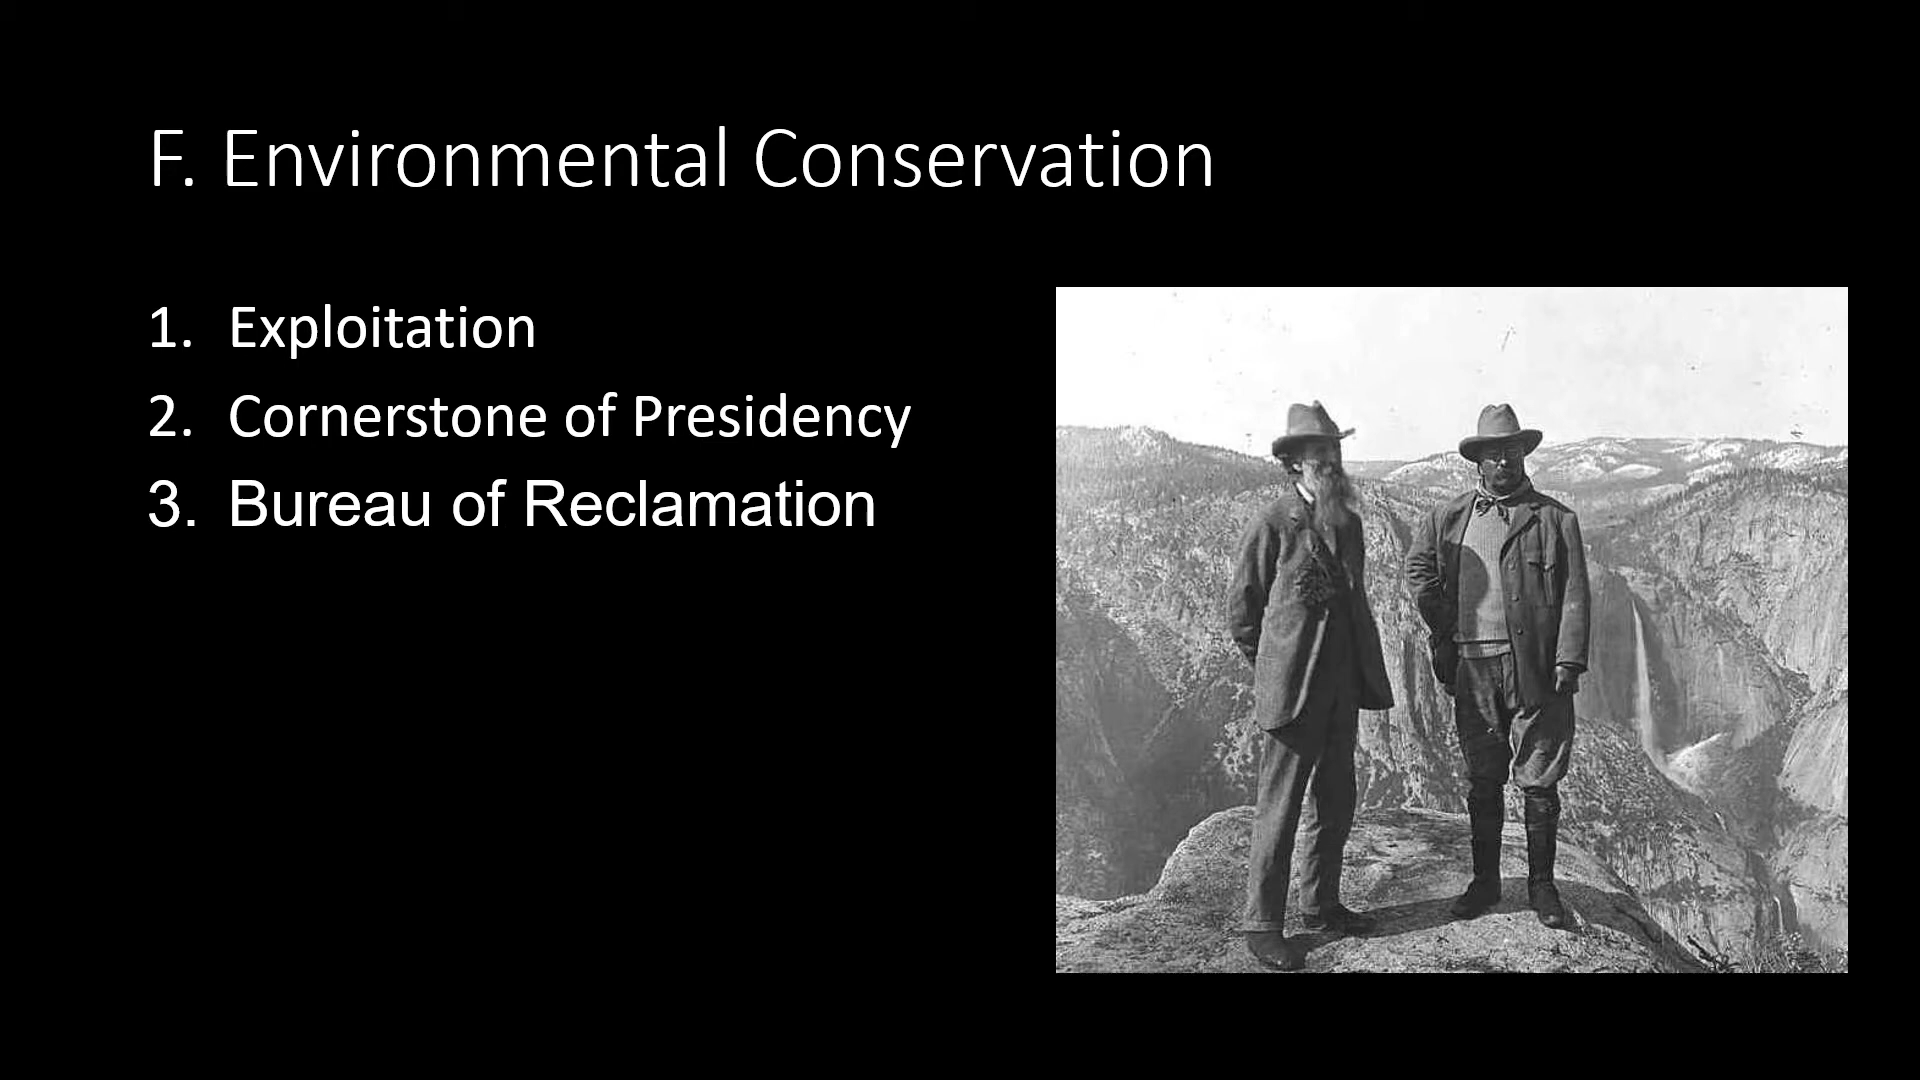 F. Environmental Conservation
1. Exploitation
2. Cornerstone of Presidency
3. Bureau of Reclamation